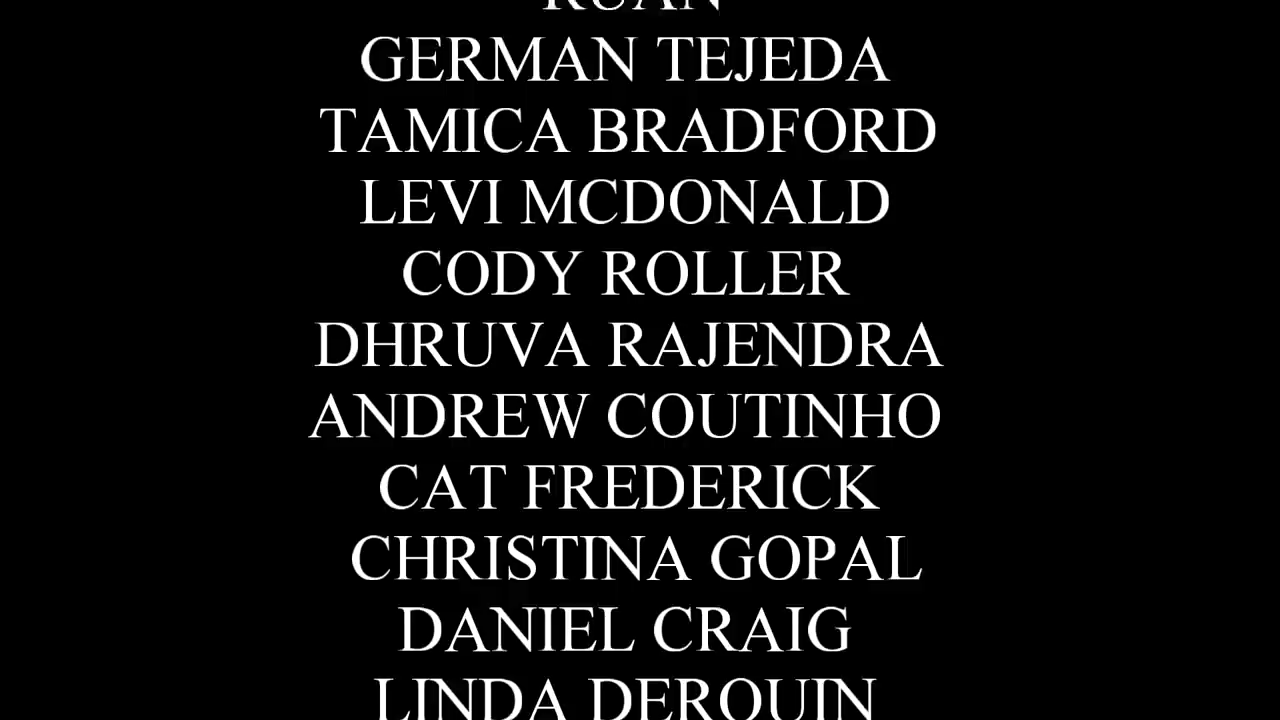 RUAN
GERMAN TEJEDA
TAMICA BRADFORD
LEVI MCDONALD
CODY ROLLER
DHRUVA RAJENDRA
ANDREW COUTINHO
CAT FREDERICK
CHRISTINA GOPAL
DANIEL CRAIG
LINDA DEROUIN